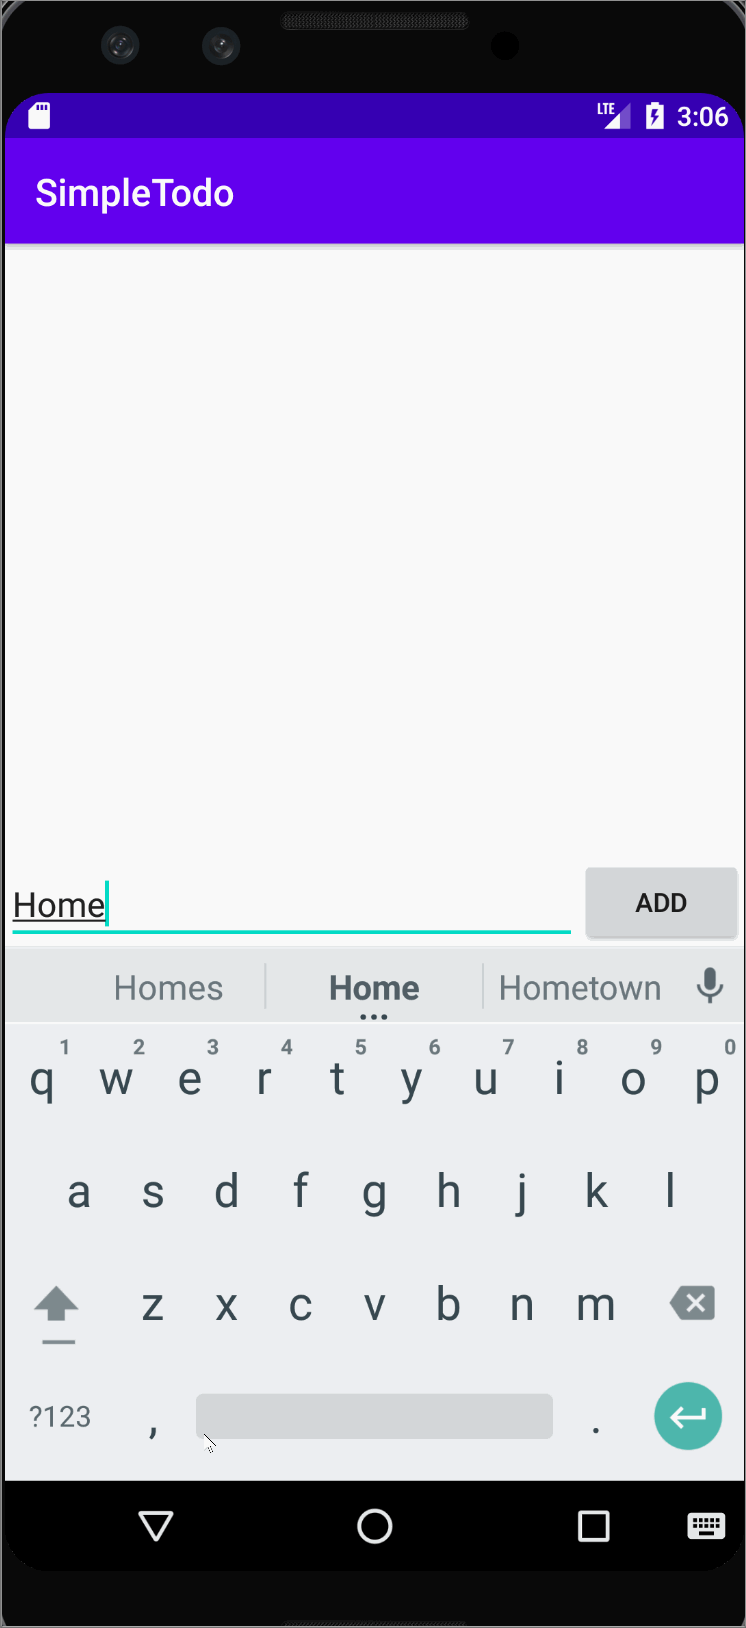 LTE 3:06
SimpleTodo
Home ADD
Homes Home Hometown
1 2 3 4 5 6 7 8 9 0
q w e r t y u i o p
a s d f g h j k l
z x c v b n m
?123 , .